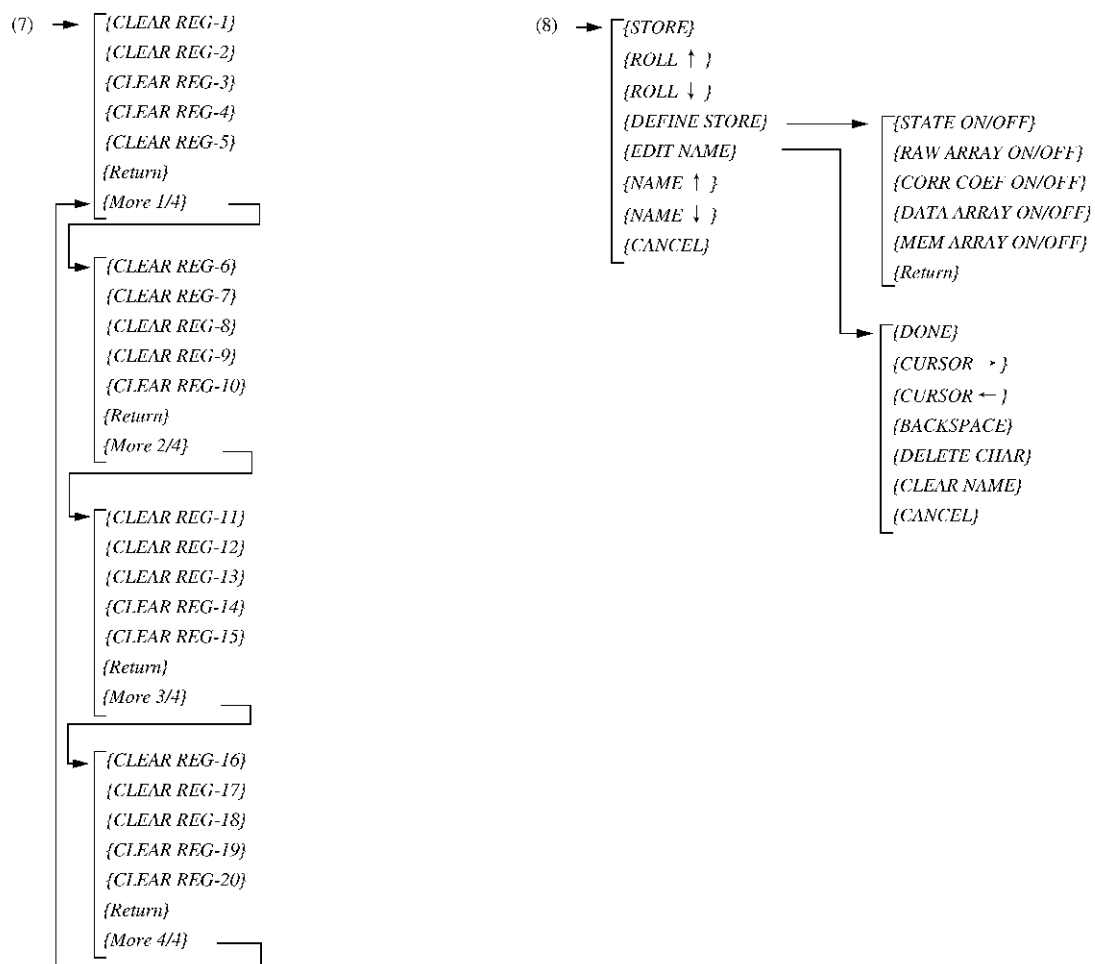 (7)
{CLEAR REG-1}
{CLEAR REG-2}
{CLEAR REG-3}
{CLEAR REG-4}
{CLEAR REG-5}
{Return}
{More 1/4}
{CLEAR REG-6}
{CLEAR REG-7}
{CLEAR REG-8}
{CLEAR REG-9}
{CLEAR REG-10}
{Return}
{More 2/4}
{CLEAR REG-11}
{CLEAR REG-12}
{CLEAR REG-13}
{CLEAR REG-14}
{CLEAR REG-15}
{Return}
{More 3/4}
{CLEAR REG-16}
{CLEAR REG-17}
{CLEAR REG-18}
{CLEAR REG-19}
{CLEAR REG-20}
{Return}
{More 4/4}
(8)
{STORE}
{ROLL ↑ }
{ROLL ↓ }
{DEFINE STORE}
{EDIT NAME}
{NAME ↑ }
{NAME ↓ }
{CANCEL}
{STATE ON/OFF}
{RAW ARRAY ON/OFF}
{CORR COEF ON/OFF}
{DATA ARRAY ON/OFF}
{MEM ARRAY ON/OFF}
{Return}
{DONE}
{CURSOR → }
{CURSOR ← }
{BACKSPACE}
{DELETE CHAR}
{CLEAR NAME}
{CANCEL}